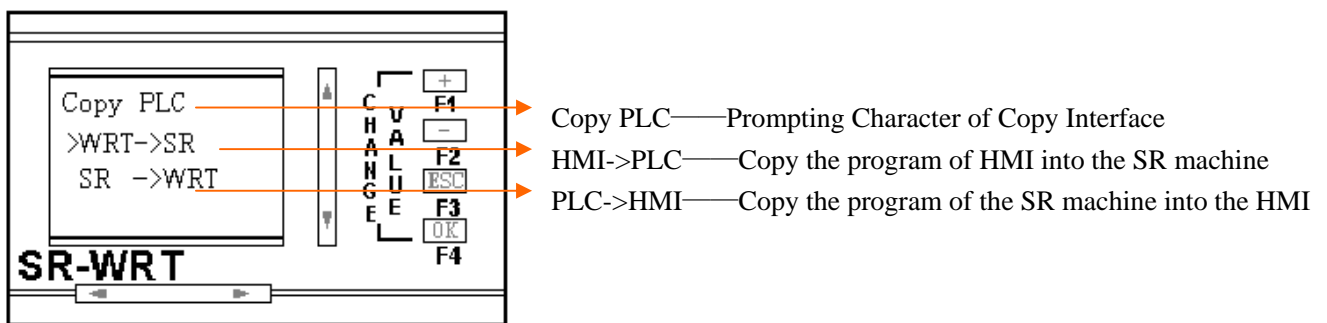 Copy PLC
>WRT->SR
SR ->WRT
SR-WRT
CHANGE
VALUE
+
F1
-
F2
ESC
F3
OK
F4
Copy PLC——Prompting Character of Copy Interface
HMI->PLC——Copy the program of HMI into the SR machine
PLC->HMI——Copy the program of the SR machine into the HMI